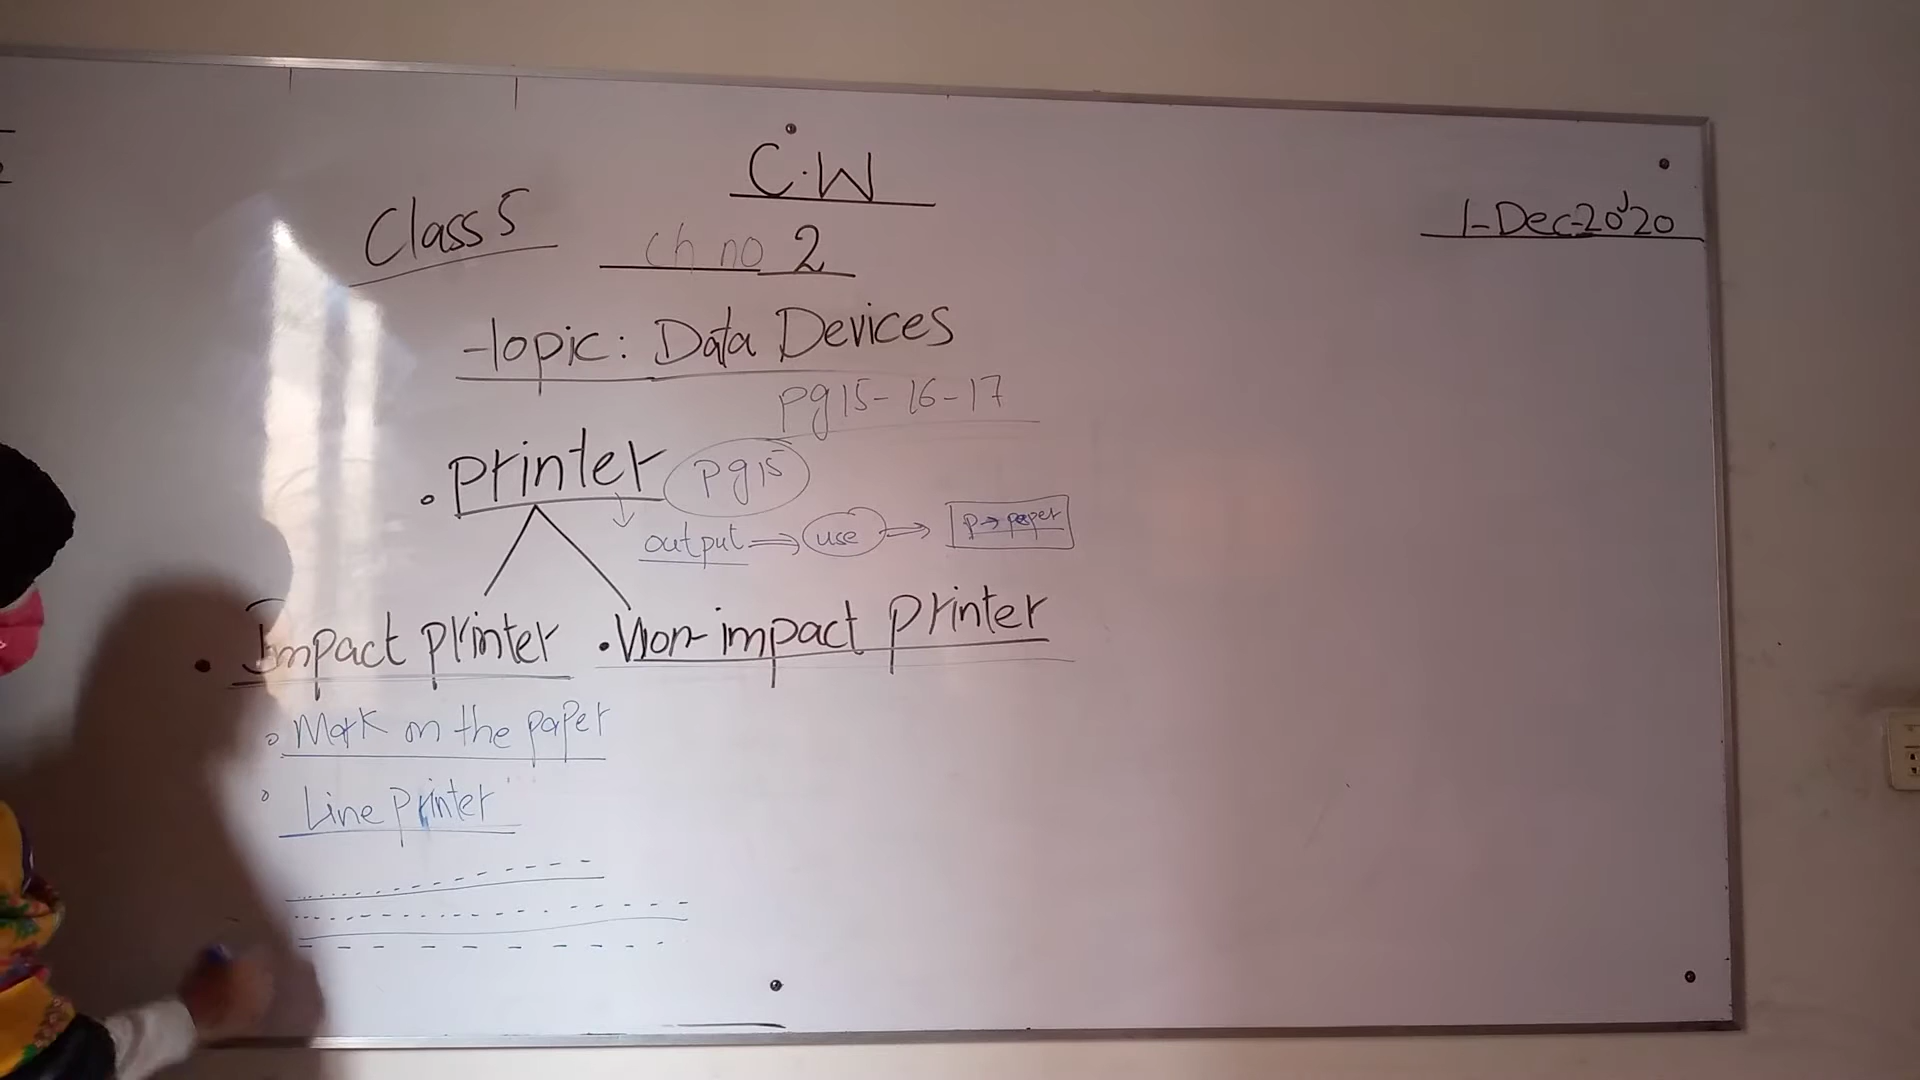 C.W
1-Dec-2020
Class 5
ch no 2
Topic: Data Devices
pg 15-16-17
• printer pg 15
output ⇒ use → p→ paper
• Impact printer • Non-impact printer
◦ Mark on the paper
◦ Line printer